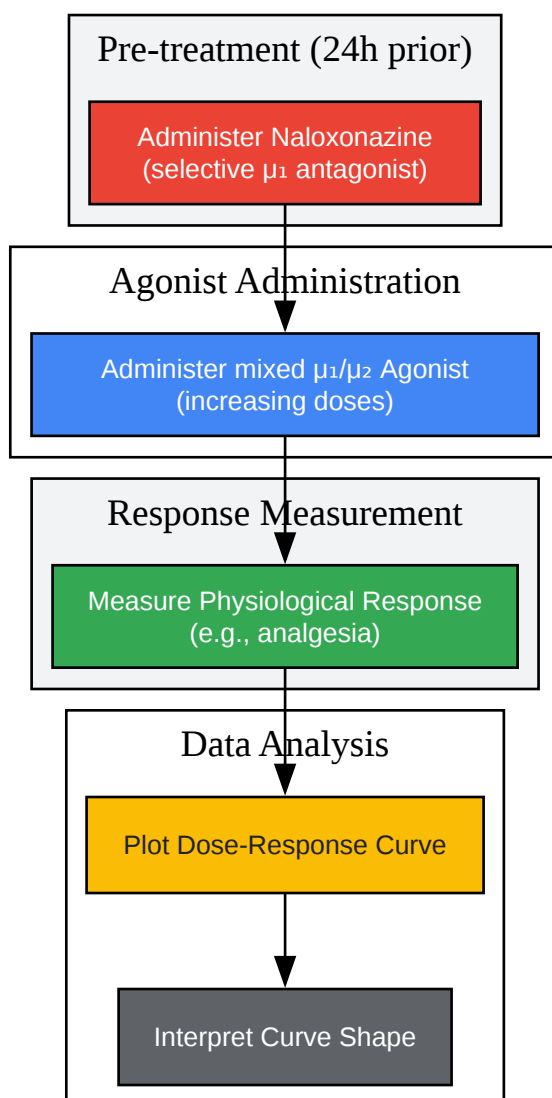 Pre-treatment (24h prior)
Administer Naloxonazine
(selective μ₁ antagonist)
Agonist Administration
Administer mixed μ₁/μ₂ Agonist
(increasing doses)
Response Measurement
Measure Physiological Response
(e.g., analgesia)
Data Analysis
Plot Dose-Response Curve
Interpret Curve Shape